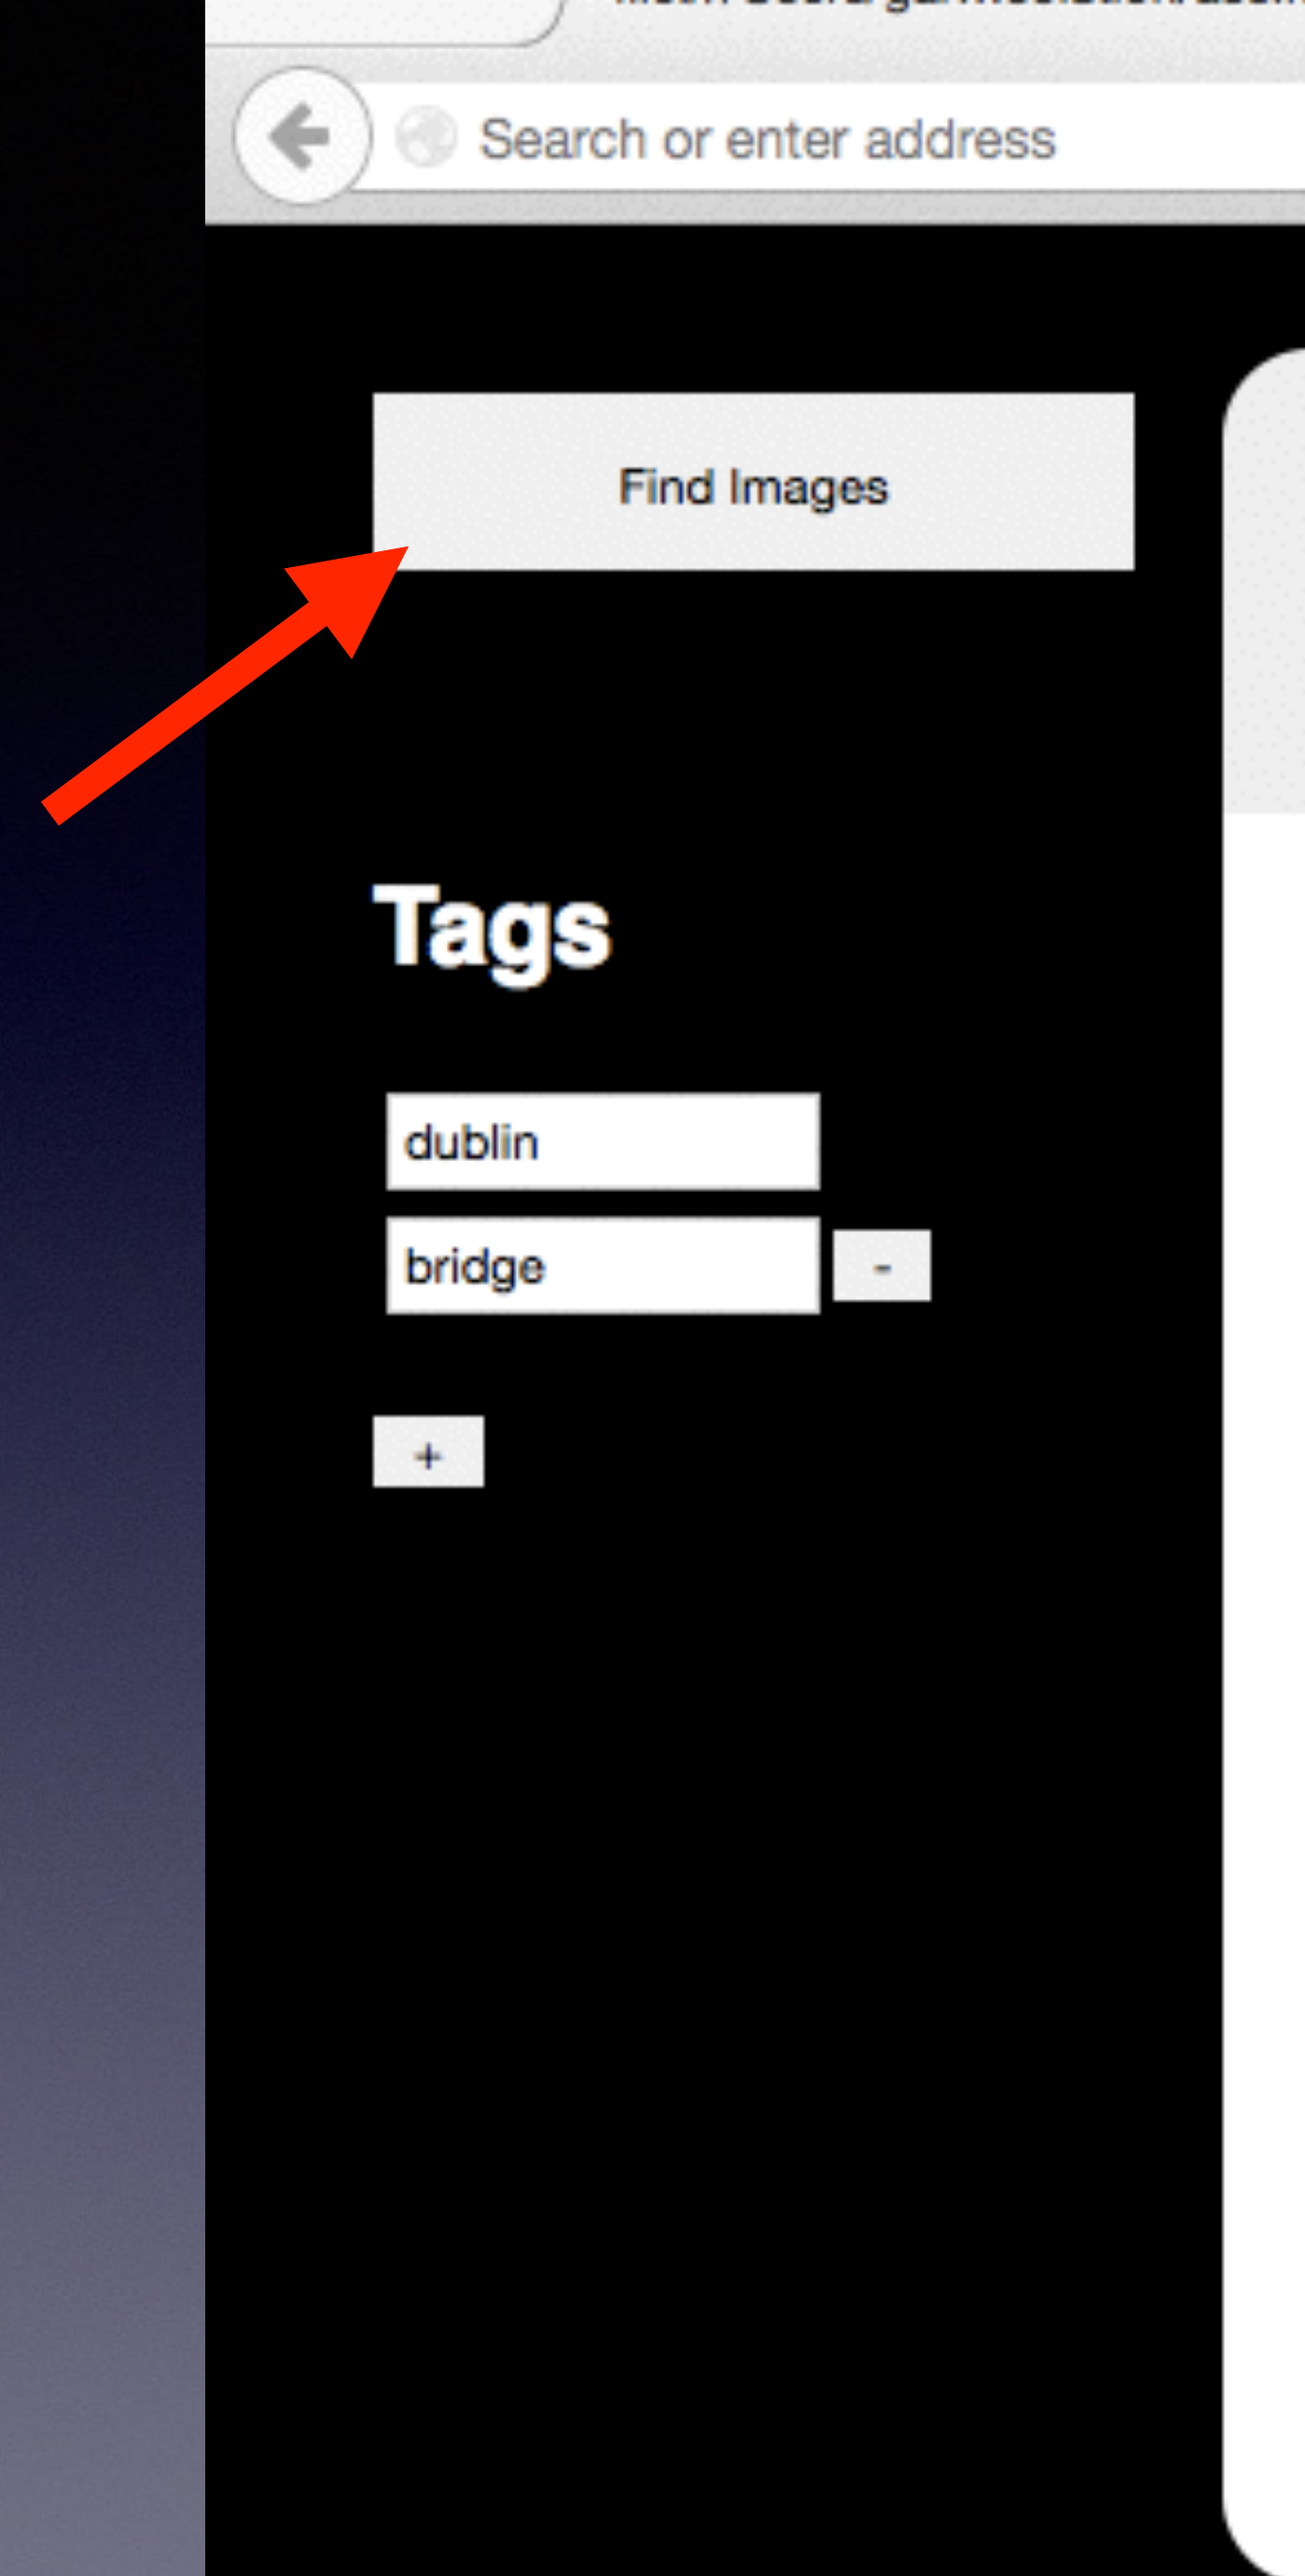 Search or enter address
Find Images
Tags
dublin
bridge
-
+